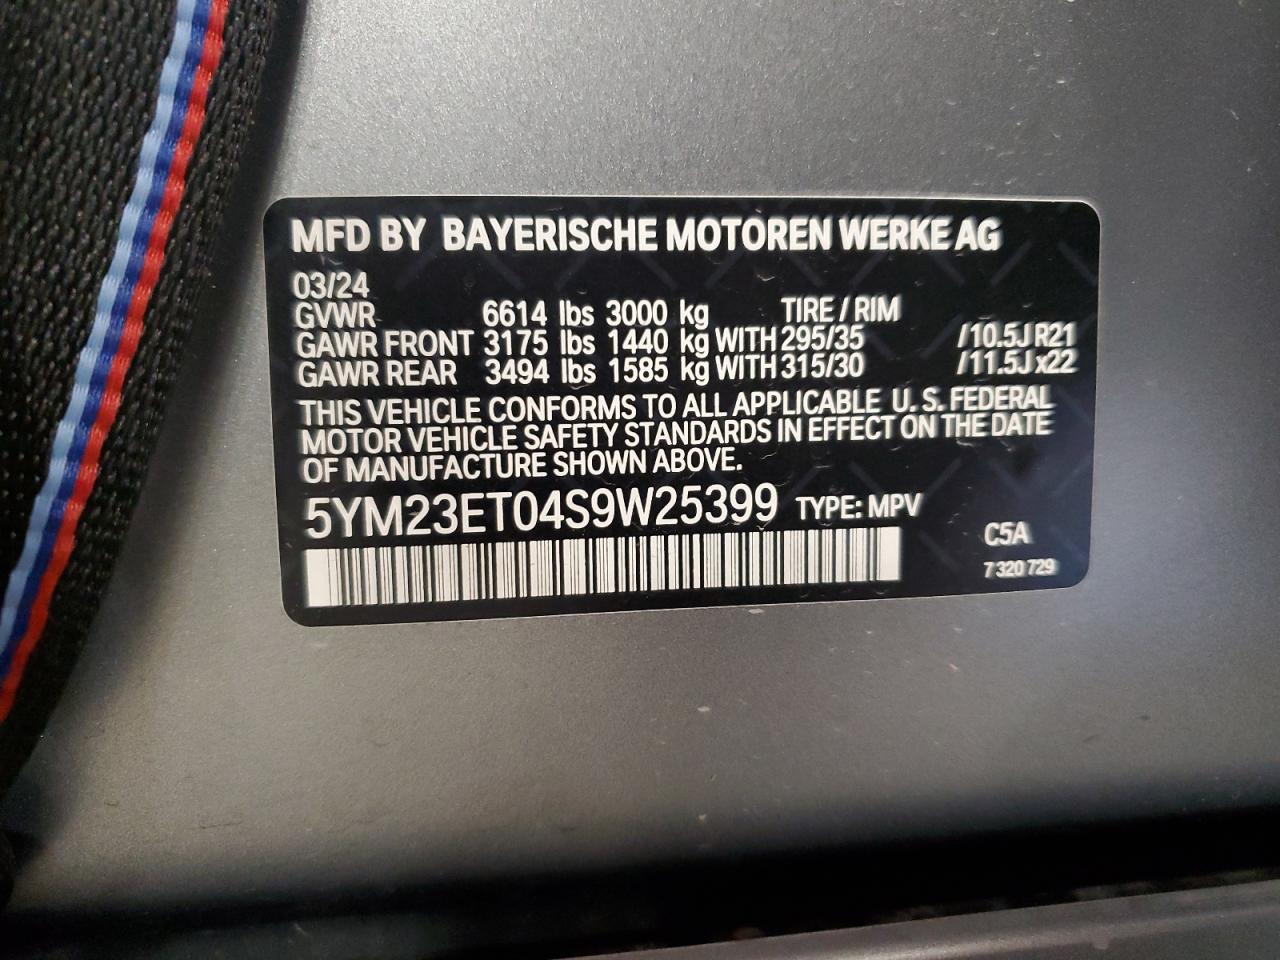 MFD BY BAYERISCHE MOTOREN WERKE AG
03/24
GVWR 6614 lbs 3000 kg TIRE / RIM
GAWR FRONT 3175 lbs 1440 kg WITH 295/35 /10.5J R21
GAWR REAR 3494 lbs 1585 kg WITH 315/30 /11.5J x22
THIS VEHICLE CONFORMS TO ALL APPLICABLE U.S. FEDERAL
MOTOR VEHICLE SAFETY STANDARDS IN EFFECT ON THE DATE
OF MANUFACTURE SHOWN ABOVE.
5YM23ET04S9W25399 TYPE: MPV
C5A
7 320 729